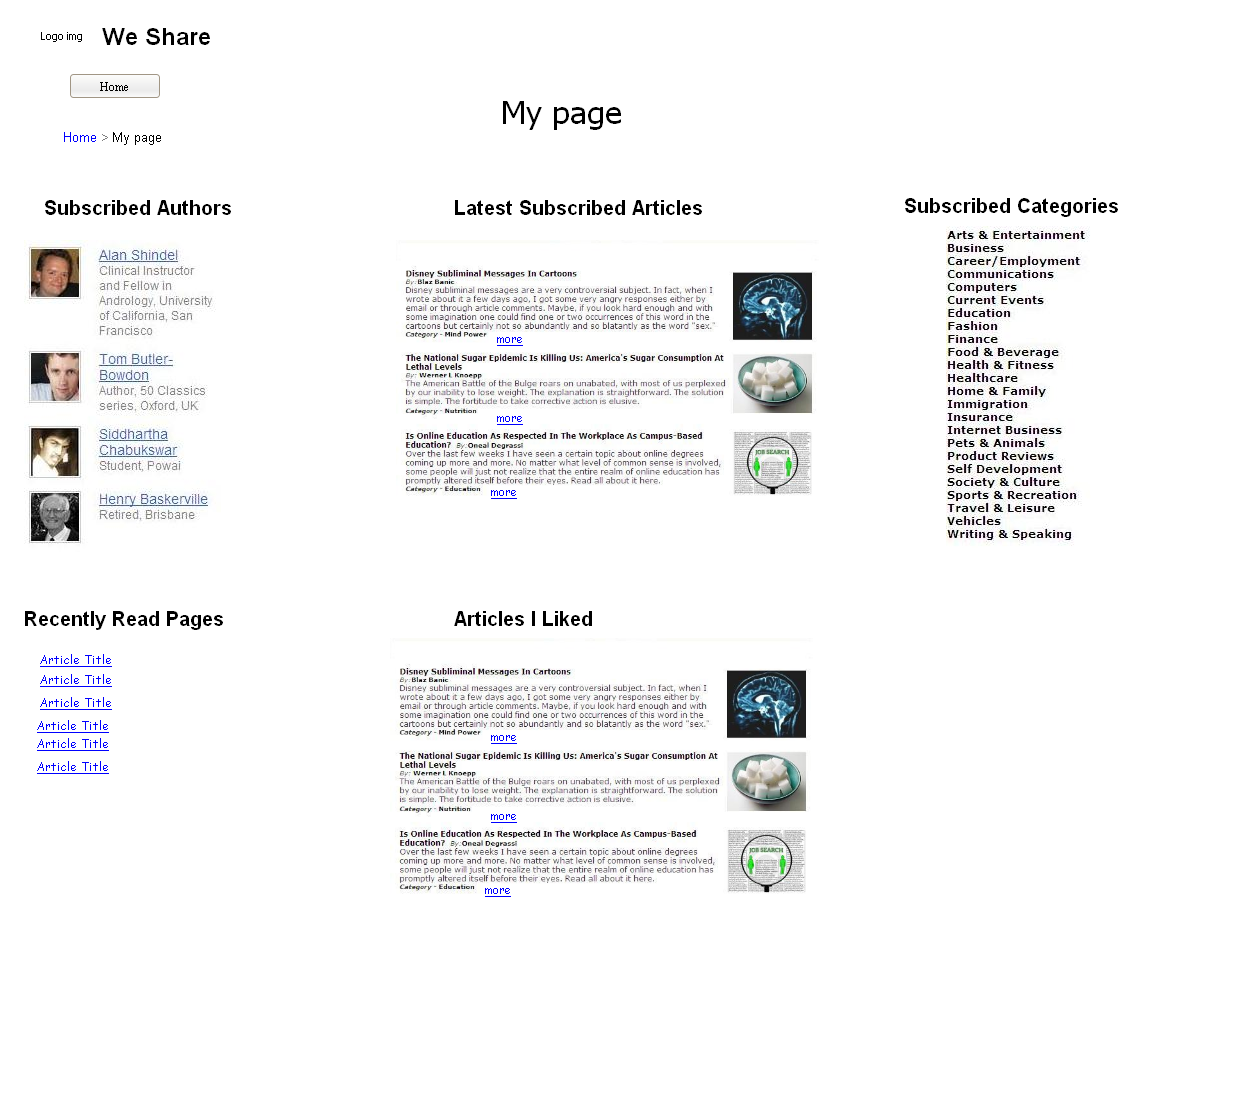 Logo img
We Share
Home
My page
Home > My page
Subscribed Authors
Alan Shindel
Clinical Instructor
and Fellow in
Andrology, University
of California, San
Francisco
Tom Butler-
Bowdon
Author, 50 Classics
series, Oxford, UK
Siddhartha
Chabukswar
Student, Powai
Henry Baskerville
Retired, Brisbane
Latest Subscribed Articles
Disney Subliminal Messages In Cartoons
By:Blaz Banic
Disney subliminal messages are a very controversial subject. In fact, when I
wrote about it a few days ago, I got some very angry responses either by
email or through article comments. Maybe, if you look hard enough and with
some imagination one could find one or two occurrences of this word in the
cartoons but certainly not so abundantly and so blatantly as the word "sex."
Category - Mind Power
more
The National Sugar Epidemic Is Killing Us: America's Sugar Consumption At
Lethal Levels
By: Werner L Knoepp
The American Battle of the Bulge roars on unabated, with most of us perplexed
by our inability to lose weight. The explanation is straightforward. The solution
is simple. The fortitude to take corrective action is elusive.
Category - Nutrition
more
Is Online Education As Respected In The Workplace As Campus-Based
Education? By:Oneal Degrassi
Over the last few weeks I have seen a certain topic about online degrees
coming up more and more. No matter what level of common sense is involved,
some people will just not realize that the entire realm of online education has
promptly altered itself before their eyes. Read all about it here.
Category - Education
more
JOB SEARCH
Subscribed Categories
Arts & Entertainment
Business
Career/Employment
Communications
Computers
Current Events
Education
Fashion
Finance
Food & Beverage
Health & Fitness
Healthcare
Home & Family
Immigration
Insurance
Internet Business
Pets & Animals
Product Reviews
Self Development
Society & Culture
Sports & Recreation
Travel & Leisure
Vehicles
Writing & Speaking
Recently Read Pages
Article Title
Article Title
Article Title
Article Title
Article Title
Article Title
Articles I Liked
Disney Subliminal Messages In Cartoons
By:Blaz Banic
Disney subliminal messages are a very controversial subject. In fact, when I
wrote about it a few days ago, I got some very angry responses either by
email or through article comments. Maybe, if you look hard enough and with
some imagination one could find one or two occurrences of this word in the
cartoons but certainly not so abundantly and so blatantly as the word "sex."
Category - Mind Power
more
The National Sugar Epidemic Is Killing Us: America's Sugar Consumption At
Lethal Levels
By: Werner L Knoepp
The American Battle of the Bulge roars on unabated, with most of us perplexed
by our inability to lose weight. The explanation is straightforward. The solution
is simple. The fortitude to take corrective action is elusive.
Category - Nutrition
more
Is Online Education As Respected In The Workplace As Campus-Based
Education? By:Oneal Degrassi
Over the last few weeks I have seen a certain topic about online degrees
coming up more and more. No matter what level of common sense is involved,
some people will just not realize that the entire realm of online education has
promptly altered itself before their eyes. Read all about it here.
Category - Education
more
JOB SEARCH